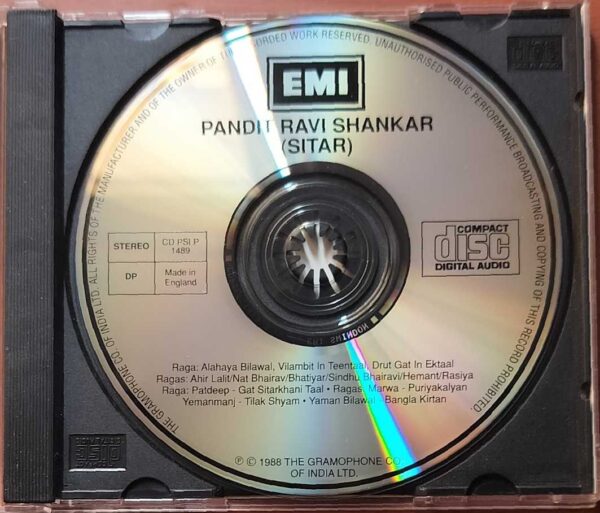 EMI
PANDIT RAVI SHANKAR
(SITAR)
STEREO
CD PSLP
1489
DP
Made in
England
COMPACT
disc
DIGITAL AUDIO
Raga: Alahaya Bilawal, Vilambit In Teentaal, Drut Gat In Ektaal
Ragas: Ahir Lalit/Nat Bhairav/Bhatiyar/Sindhu Bhairavi/Hemant/Rasiya
Raga: Patdeep - Gat Sitarkhani Taal • Ragas: Marwa - Puriyakalyan
Yemanmanj - Tilak Shyam • Yaman Bilawal - Bangla Kirtan
℗ © 1988 THE GRAMOPHONE CO.
OF INDIA LTD.
THE GRAMOPHONE CO. OF INDIA LTD. ALL RIGHTS OF THE MANUFACTURER AND OF THE OWNER OF THE RECORDED WORK RESERVED. UNAUTHORISED PUBLIC PERFORMANCE BROADCASTING AND COPYING OF THIS RECORD PROHIBITED.